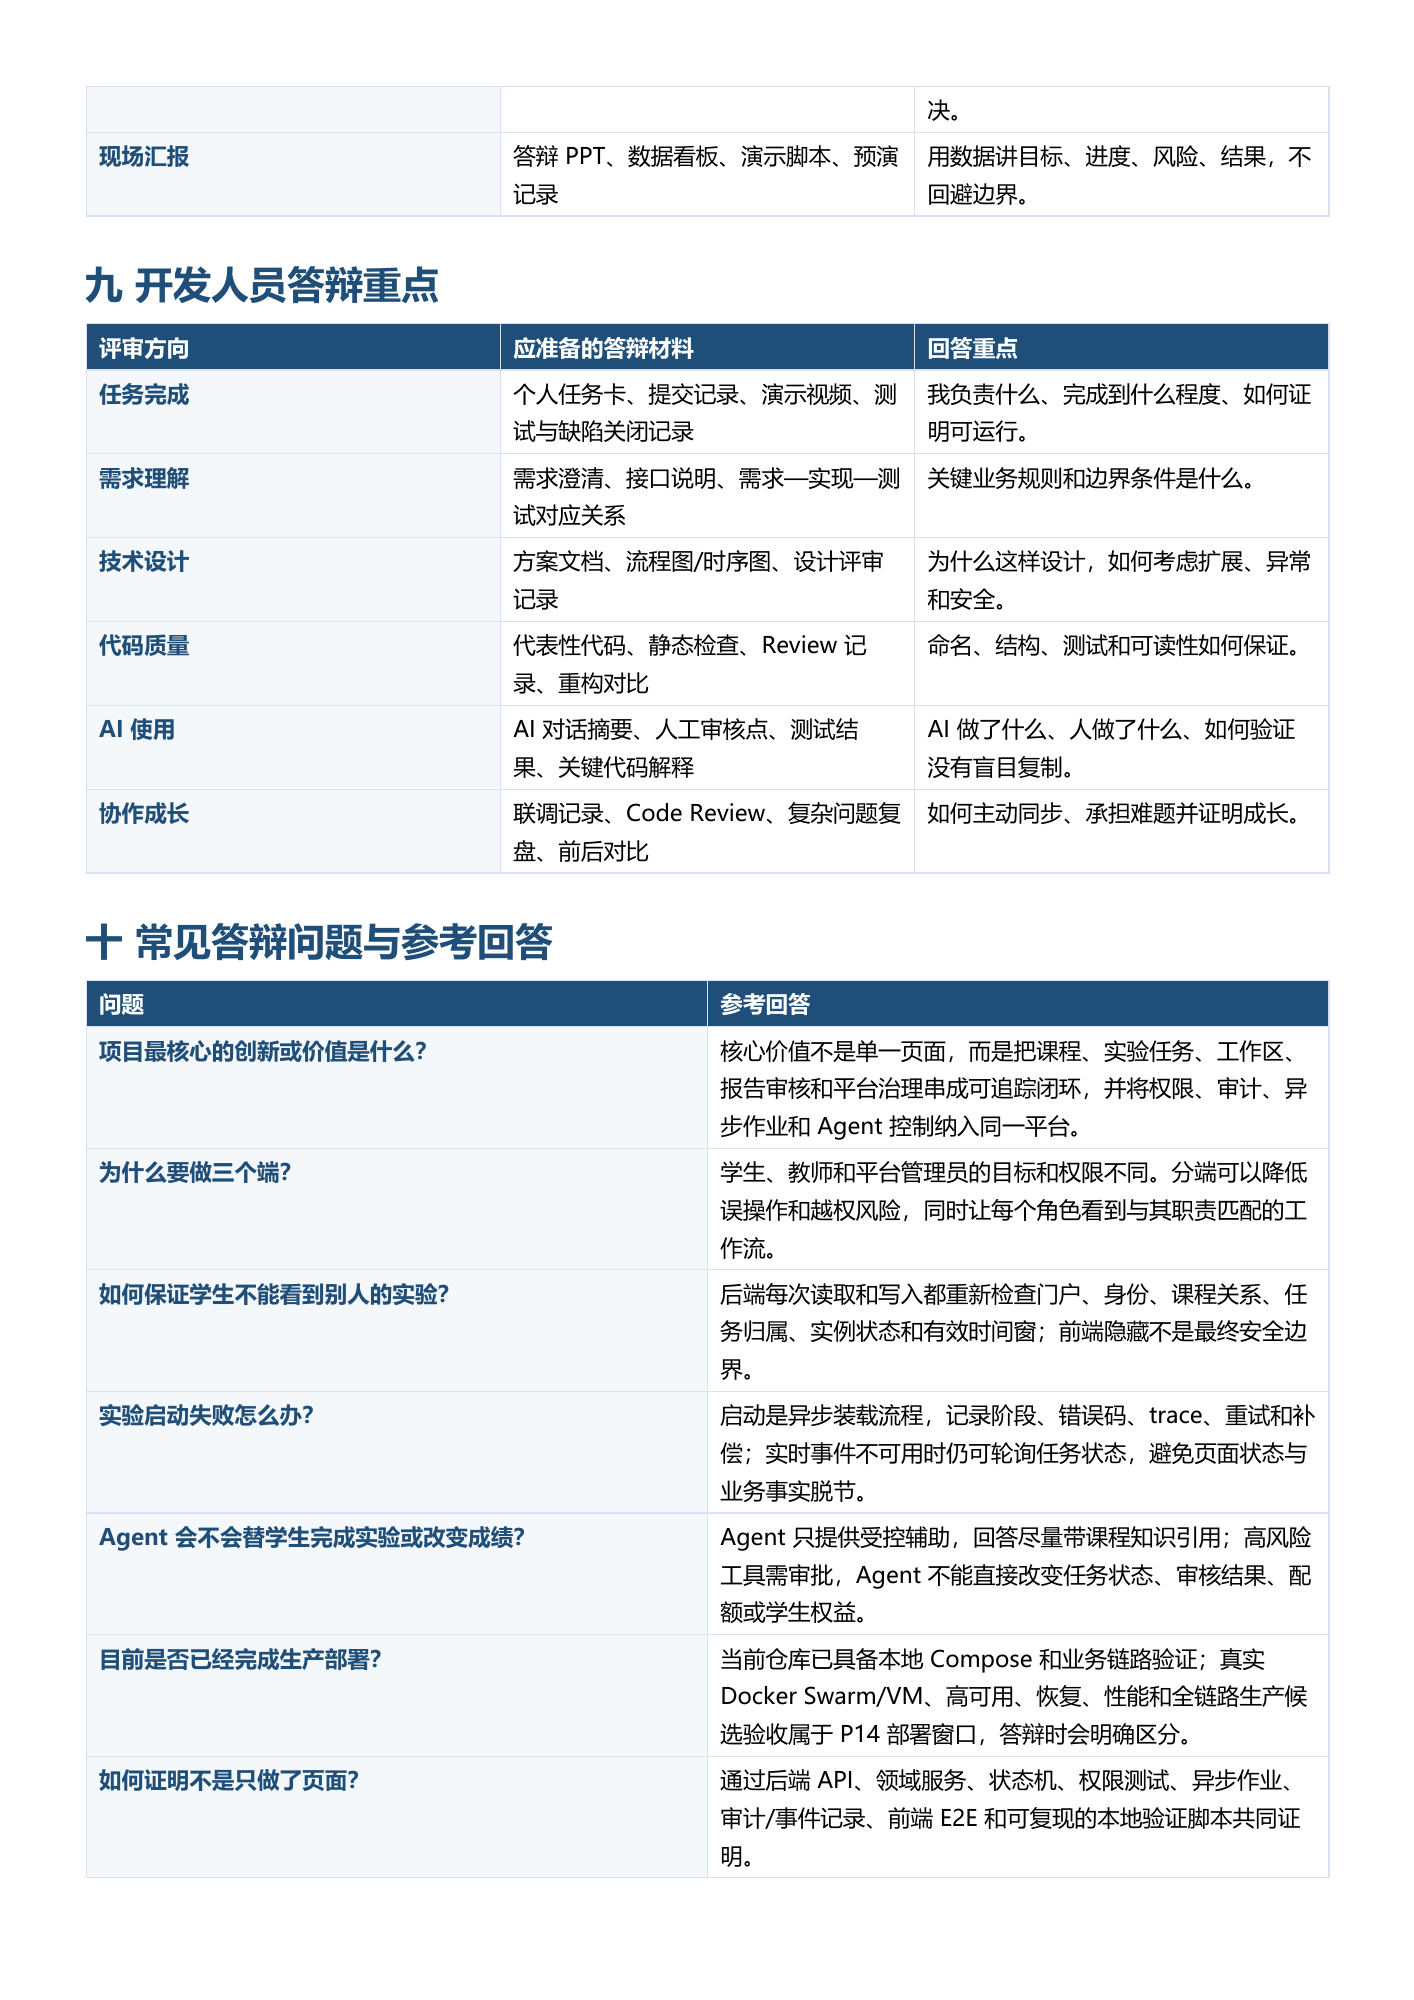 决。
现场汇报
答辩 PPT、数据看板、演示脚本、预演
记录
用数据讲目标、进度、风险、结果，不
回避边界。
九 开发人员答辩重点
评审方向
应准备的答辩材料
回答重点
任务完成
个人任务卡、提交记录、演示视频、测
试与缺陷关闭记录
我负责什么、完成到什么程度、如何证
明可运行。
需求理解
需求澄清、接口说明、需求—实现—测
试对应关系
关键业务规则和边界条件是什么。
技术设计
方案文档、流程图/时序图、设计评审
记录
为什么这样设计，如何考虑扩展、异常
和安全。
代码质量
代表性代码、静态检查、Review 记
录、重构对比
命名、结构、测试和可读性如何保证。
AI 使用
AI 对话摘要、人工审核点、测试结
果、关键代码解释
AI 做了什么、人做了什么、如何验证
没有盲目复制。
协作成长
联调记录、Code Review、复杂问题复
盘、前后对比
如何主动同步、承担难题并证明成长。
十 常见答辩问题与参考回答
问题
参考回答
项目最核心的创新或价值是什么？
核心价值不是单一页面，而是把课程、实验任务、工作区、
报告审核和平台治理串成可追踪闭环，并将权限、审计、异
步作业和 Agent 控制纳入同一平台。
为什么要做三个端？
学生、教师和平台管理员的目标和权限不同。分端可以降低
误操作和越权风险，同时让每个角色看到与其职责匹配的工
作流。
如何保证学生不能看到别人的实验？
后端每次读取和写入都重新检查门户、身份、课程关系、任
务归属、实例状态和有效时间窗；前端隐藏不是最终安全边
界。
实验启动失败怎么办？
启动是异步装载流程，记录阶段、错误码、trace、重试和补
偿；实时事件不可用时仍可轮询任务状态，避免页面状态与
业务事实脱节。
Agent 会不会替学生完成实验或改变成绩？
Agent 只提供受控辅助，回答尽量带课程知识引用；高风险
工具需审批，Agent 不能直接改变任务状态、审核结果、配
额或学生权益。
目前是否已经完成生产部署？
当前仓库已具备本地 Compose 和业务链路验证；真实
Docker Swarm/VM、高可用、恢复、性能和全链路生产候
选验收属于 P14 部署窗口，答辩时会明确区分。
如何证明不是只做了页面？
通过后端 API、领域服务、状态机、权限测试、异步作业、
审计/事件记录、前端 E2E 和可复现的本地验证脚本共同证
明。